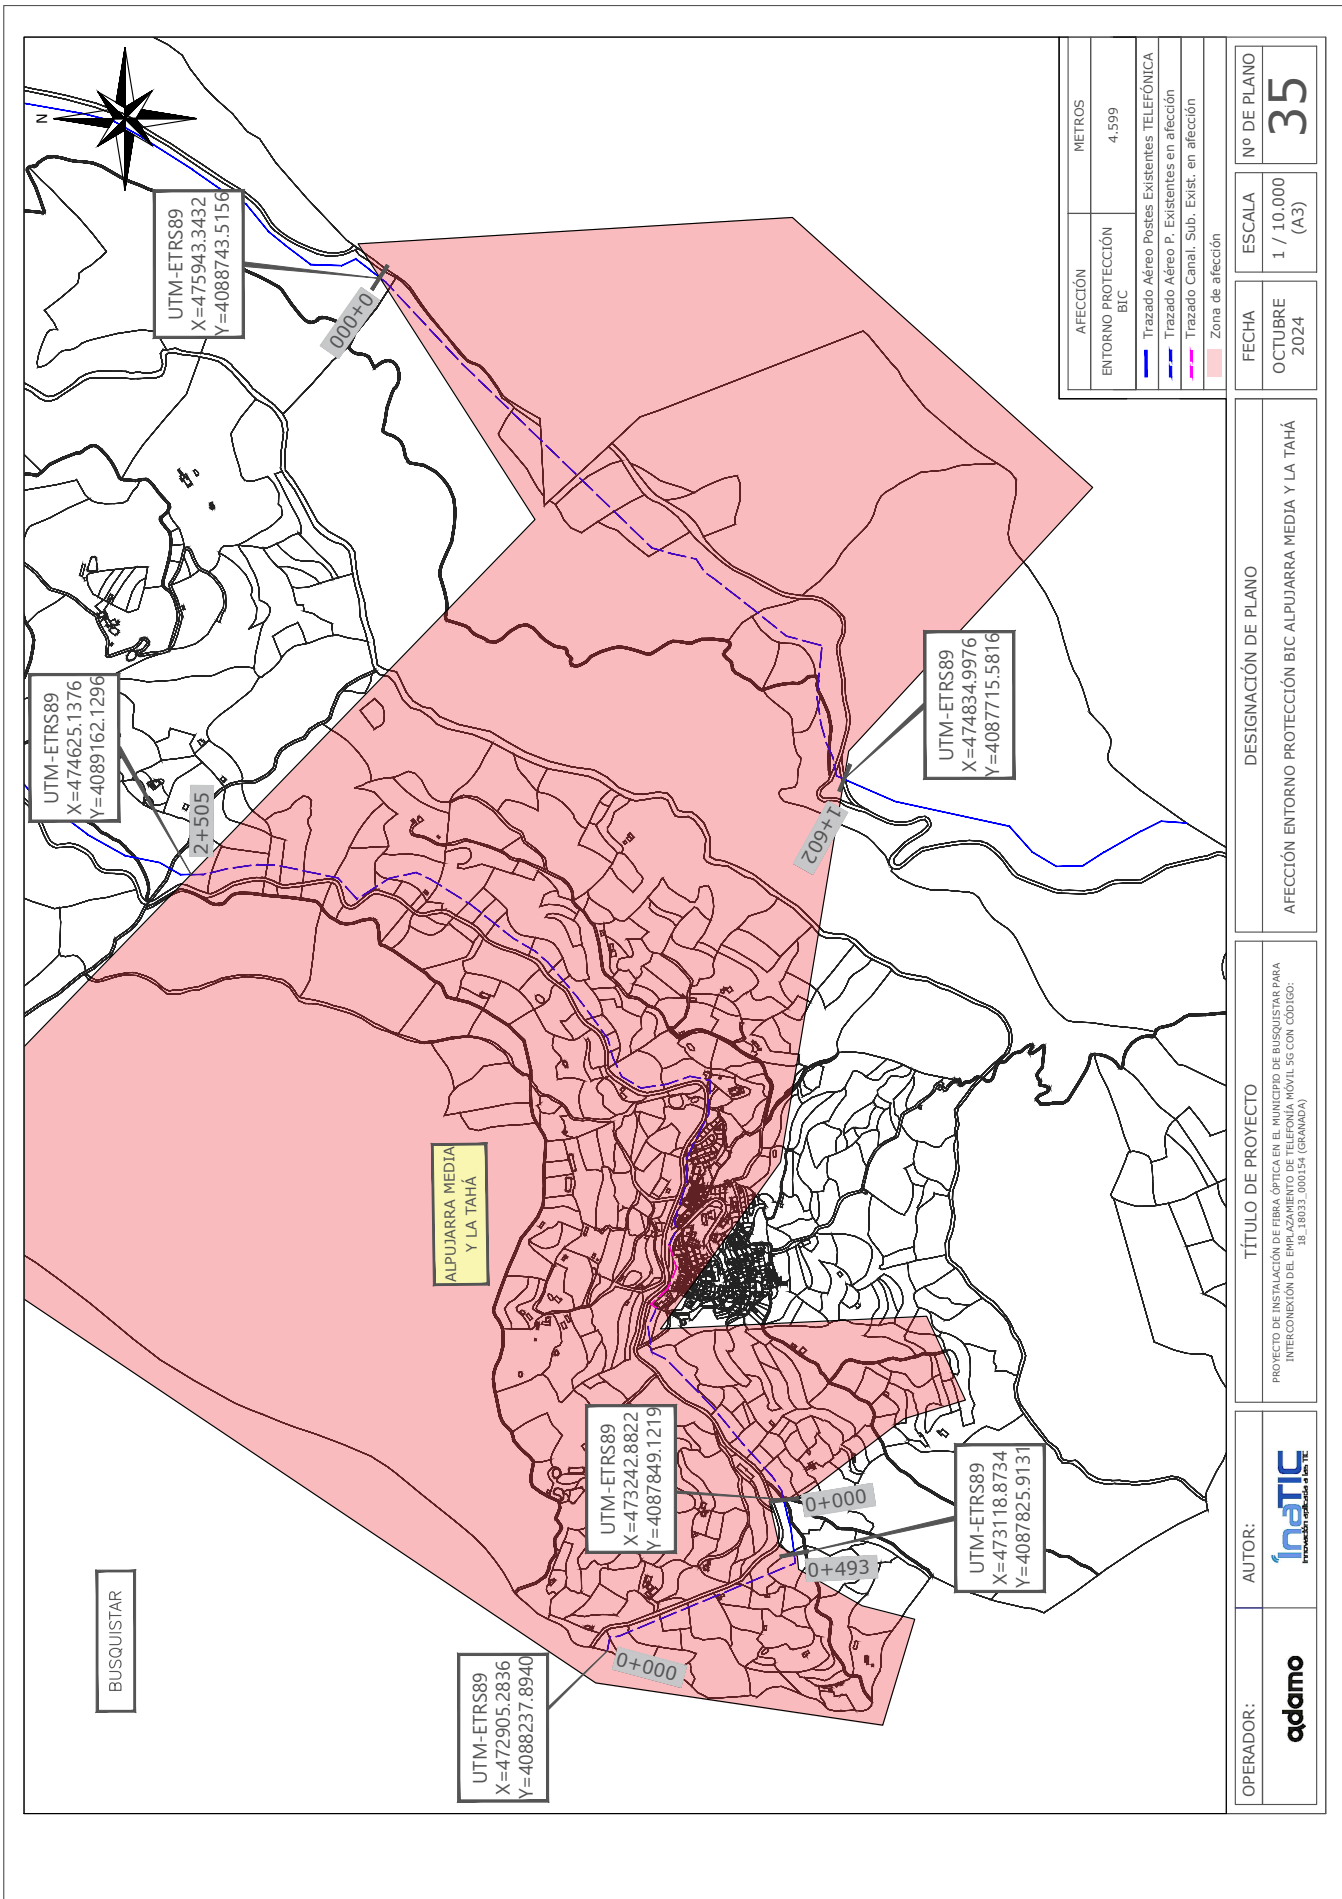 BUSQUISTAR
UTM-ETRS89
X=472905.2836
Y=4088237.8940
0+000
UTM-ETRS89
X=473242.8822
Y=4087849.1219
0+000
UTM-ETRS89
X=473118.8734
Y=4087825.9131
0+493
ALPUJARRA MEDIA
Y LA TAHÁ
UTM-ETRS89
X=474625.1376
Y=4089162.1296
2+505
UTM-ETRS89
X=474834.9976
Y=4087715.5816
1+602
UTM-ETRS89
X=475943.3432
Y=4088743.5156
0+000
N
AFECCIÓN
METROS
ENTORNO PROTECCIÓN
BIC
4.599
Trazado Aéreo Postes Existentes TELEFÓNICA
Trazado Aéreo P. Existentes en afección
Trazado Canal. Sub. Exist. en afección
Zona de afección
OPERADOR:
adamo
AUTOR:
inaTIC
Innovación aplicada a las TIC
TÍTULO DE PROYECTO
PROYECTO DE INSTALACIÓN DE FIBRA ÓPTICA EN EL MUNICIPIO DE BUSQUISTAR PARA
INTERCONEXIÓN DEL EMPLAZAMIENTO DE TELEFONÍA MÓVIL 5G CON CÓDIGO:
18_180333_000154 (GRANADA)
DESIGNACIÓN DE PLANO
AFECCIÓN ENTORNO PROTECCIÓN BIC ALPUJARRA MEDIA Y LA TAHÁ
FECHA
OCTUBRE
2024
ESCALA
1 / 10.000
(A3)
Nº DE PLANO
35